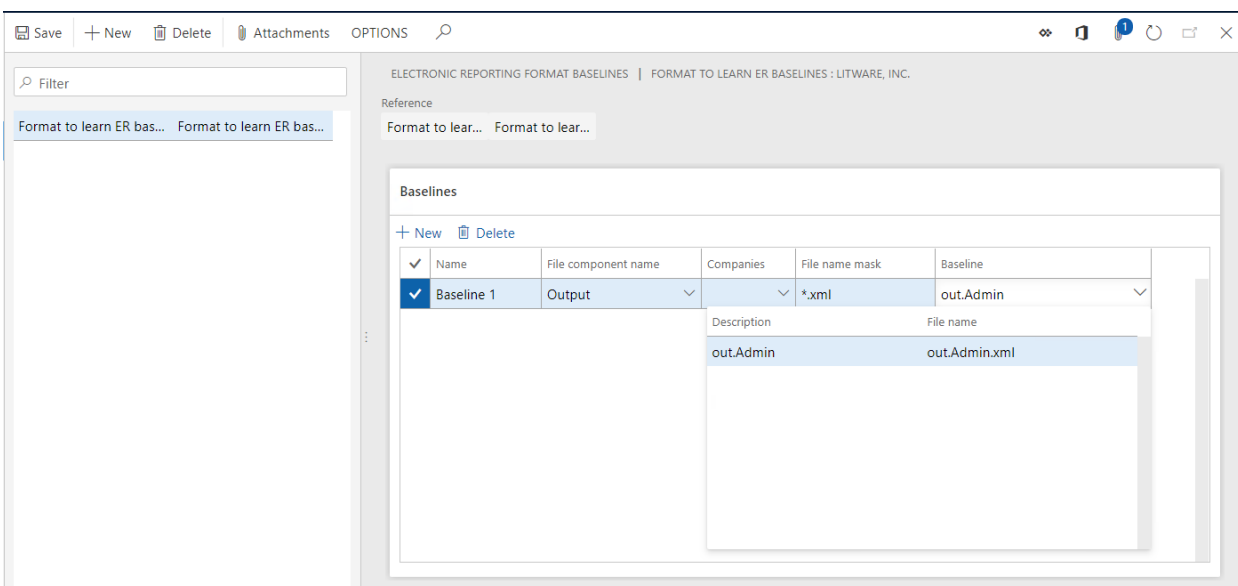 Save New Delete Attachments OPTIONS 1
Filter
Format to learn ER bas... Format to learn ER bas...
ELECTRONIC REPORTING FORMAT BASELINES | FORMAT TO LEARN ER BASELINES : LITWARE, INC.
Reference
Format to lear... Format to lear...
Baselines
New Delete
Name File component name Companies File name mask Baseline
Baseline 1 Output *.xml out.Admin
Description File name
out.Admin out.Admin.xml